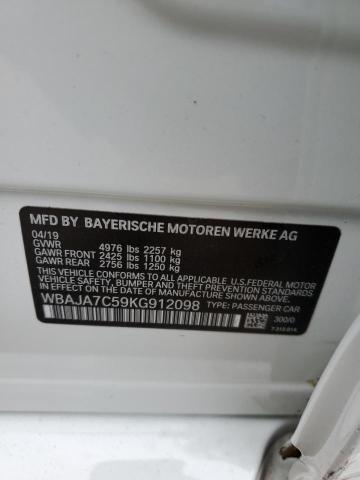 MFD BY BAYERISCHE MOTOREN WERKE AG
04/19
GVWR 4976 lbs 2257 kg
GAWR FRONT 2425 lbs 1100 kg
GAWR REAR 2756 lbs 1250 kg
THIS VEHICLE CONFORMS TO ALL APPLICABLE U.S. FEDERAL MOTOR
VEHICLE SAFETY, BUMPER, AND THEFT PREVENTION STANDARDS IN
EFFECT ON THE DATE OF MANUFACTURE SHOWN ABOVE.
WBAJA7C59KG912098 TYPE: PASSENGER CAR
300/0